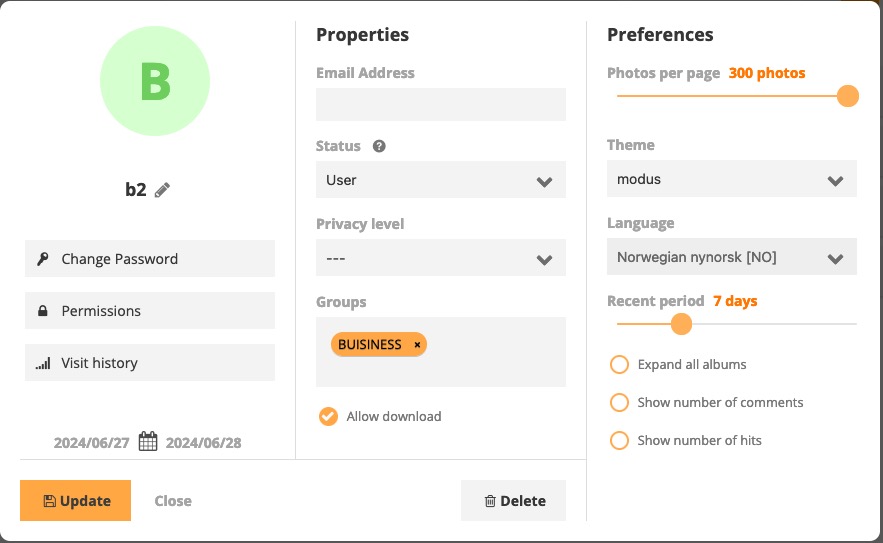 B
b2
Change Password
Permissions
Visit history
2024/06/27 2024/06/28
Properties
Email Address
Status ?
User
Privacy level
---
Groups
BUISINESS ×
Allow download
Preferences
Photos per page 300 photos
Theme
modus
Language
Norwegian nynorsk [NO]
Recent period 7 days
Expand all albums
Show number of comments
Show number of hits
Update
Close
Delete